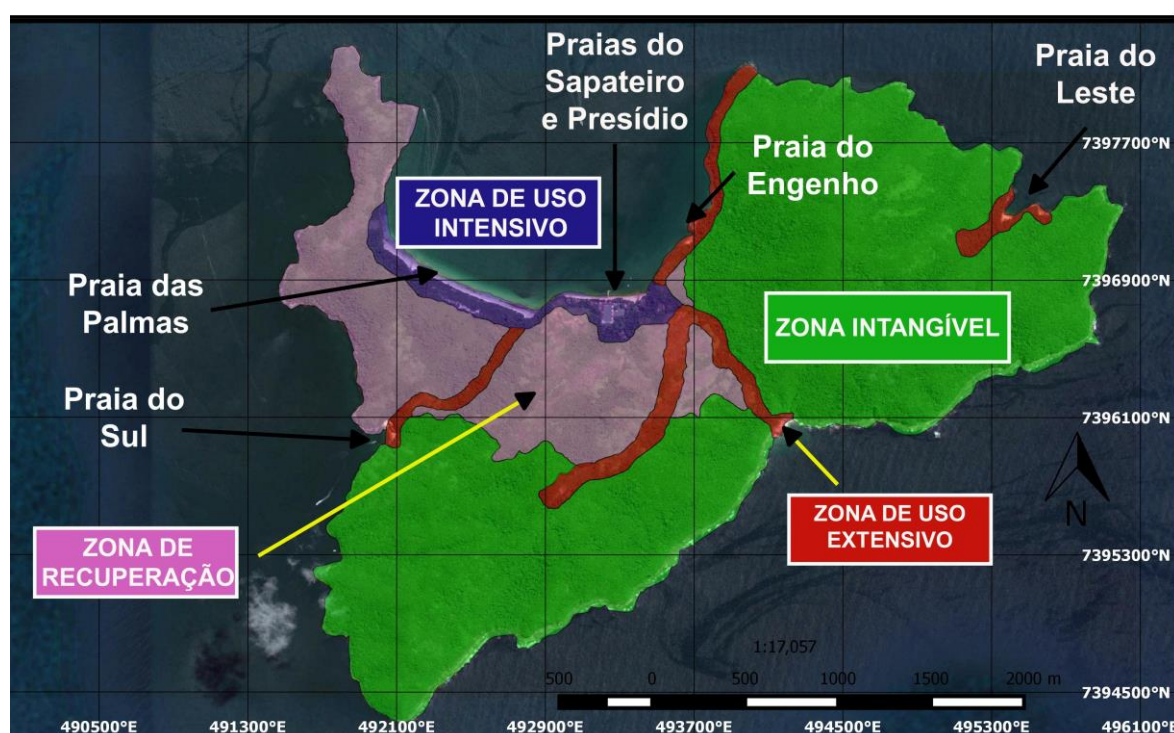 Praias do
Sapateiro
e Presídio
Praia do
Leste
7397700°N
Praia do
Engenho
ZONA DE USO
INTENSIVO
Praia das
Palmas
7396900°N
ZONA INTANGÍVEL
Praia do
Sul
7396100°N
N
ZONA DE USO
EXTENSIVO
ZONA DE
RECUPERAÇÃO
7395300°N
1:17,057
500 0 500 1000 1500 2000 m
7394500°N
490500°E 491300°E 492100°E 492900°E 493700°E 494500°E 495300°E 496100°E